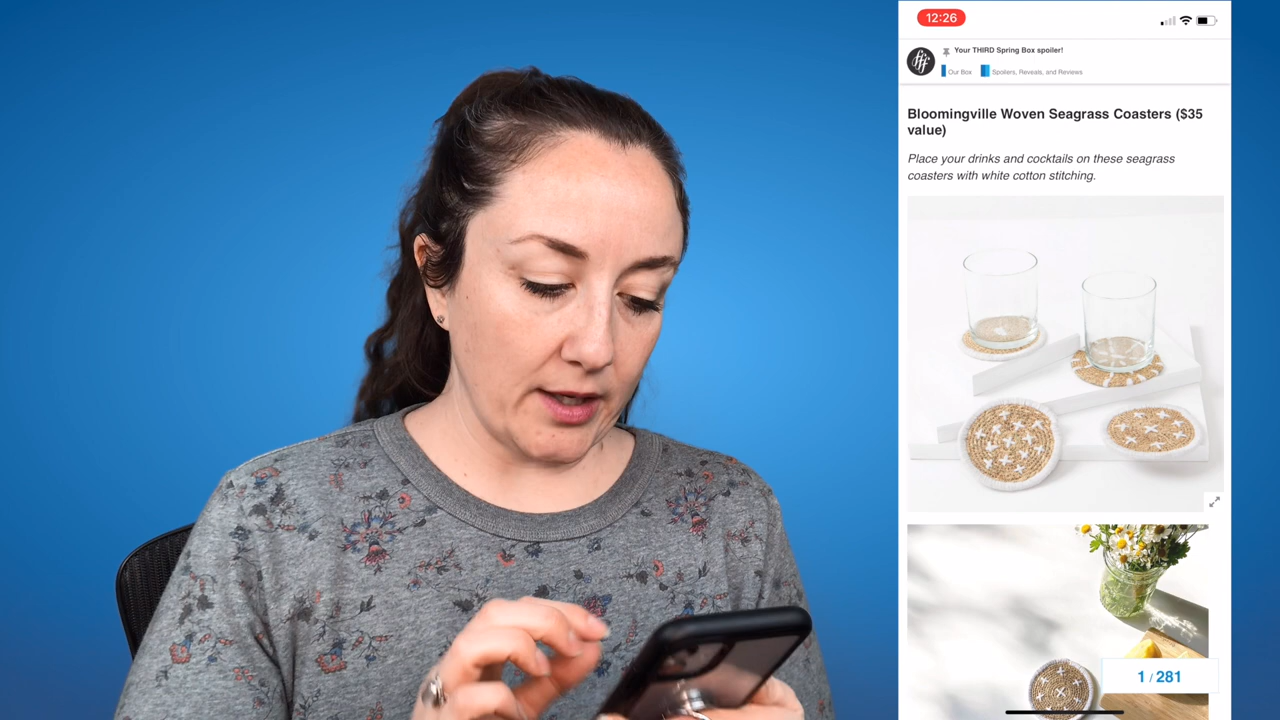 12:26
fff
Your THIRD Spring Box spoiler!
Our Box Spoilers, Reveals, and Reviews
Bloomingville Woven Seagrass Coasters ($35
value)
Place your drinks and cocktails on these seagrass
coasters with white cotton stitching.
1 / 281